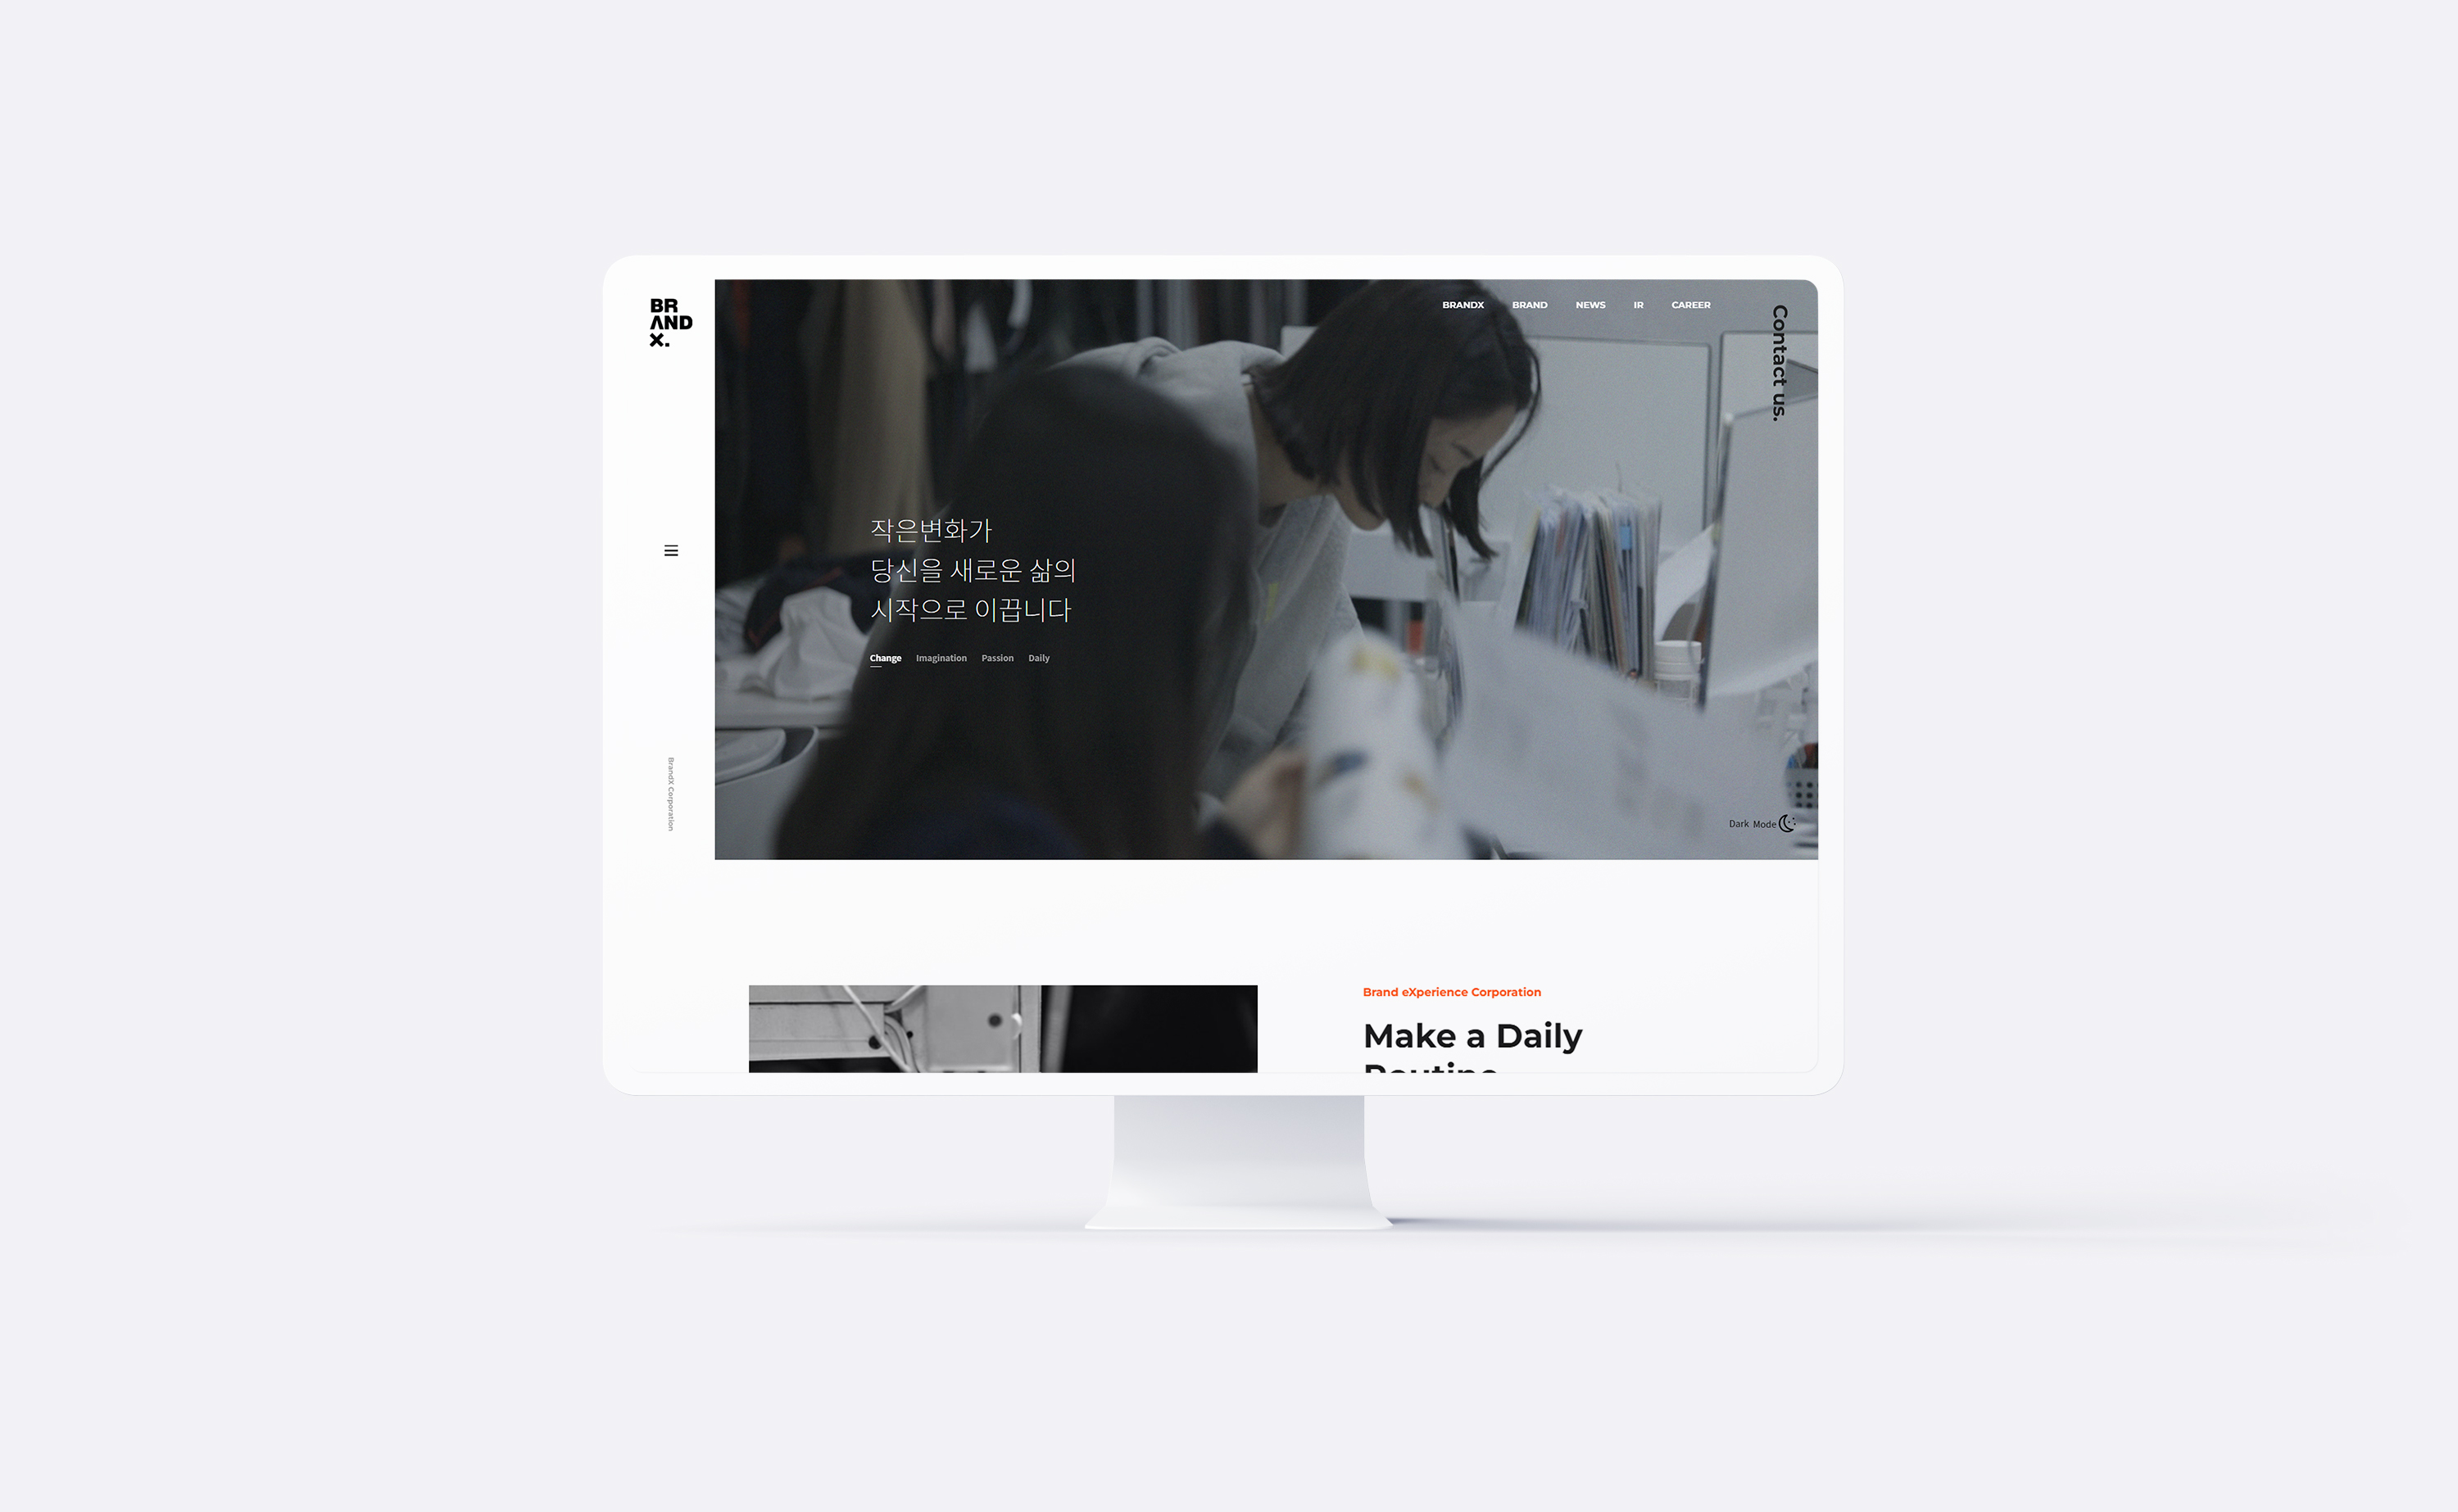 BR
AND
X.
BRANDX BRAND NEWS IR CAREER
Contact us.
작은변화가
당신을 새로운 삶의
시작으로 이끕니다
Change Imagination Passion Daily
BrandX Corporation
Dark Mode
Brand eXperience Corporation
Make a Daily
Routine